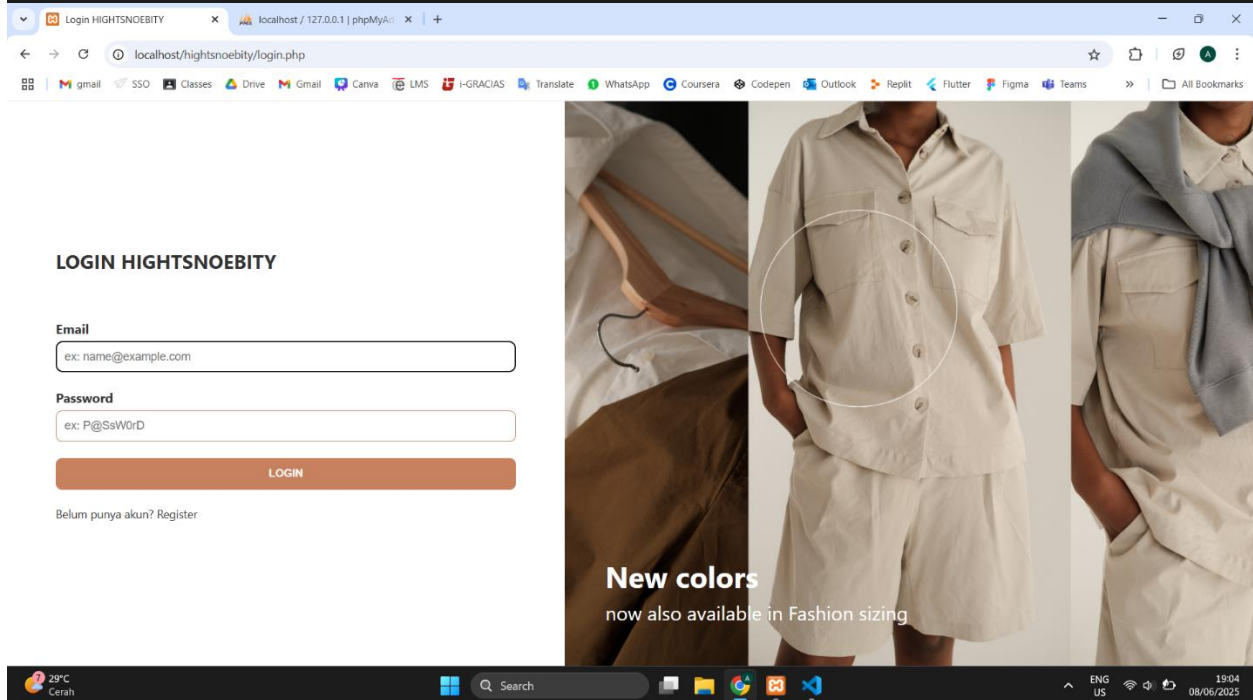 Login HIGHTSNOEBITY
localhost / 127.0.0.1 | phpMyAd
localhost/hightsnoebity/login.php
A
gmail
SSO
Classes
Drive
Gmail
Canva
LMS
i-GRACIAS
Translate
WhatsApp
Coursera
Codepen
Outlook
Replit
Flutter
Figma
Teams
All Bookmarks
LOGIN HIGHTSNOEBITY
Email
ex: name@example.com
Password
ex: P@SsW0rD
LOGIN
Belum punya akun? Register
New colors
now also available in Fashion sizing
7
29°C
Cerah
Search
ENG
US
19:04
08/06/2025